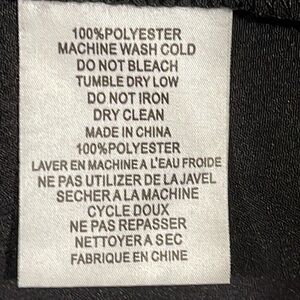 100%POLYESTER
MACHINE WASH COLD
DO NOT BLEACH
TUMBLE DRY LOW
DO NOT IRON
DRY CLEAN
MADE IN CHINA
100%POLYESTER
LAVER EN MACHINE A L'EAU FROIDE
NE PAS UTILIZER DE LA JAVEL
SECHER A LA MACHINE
CYCLE DOUX
NE PAS REPASSER
NETTOYER A SEC
FABRIQUE EN CHINE